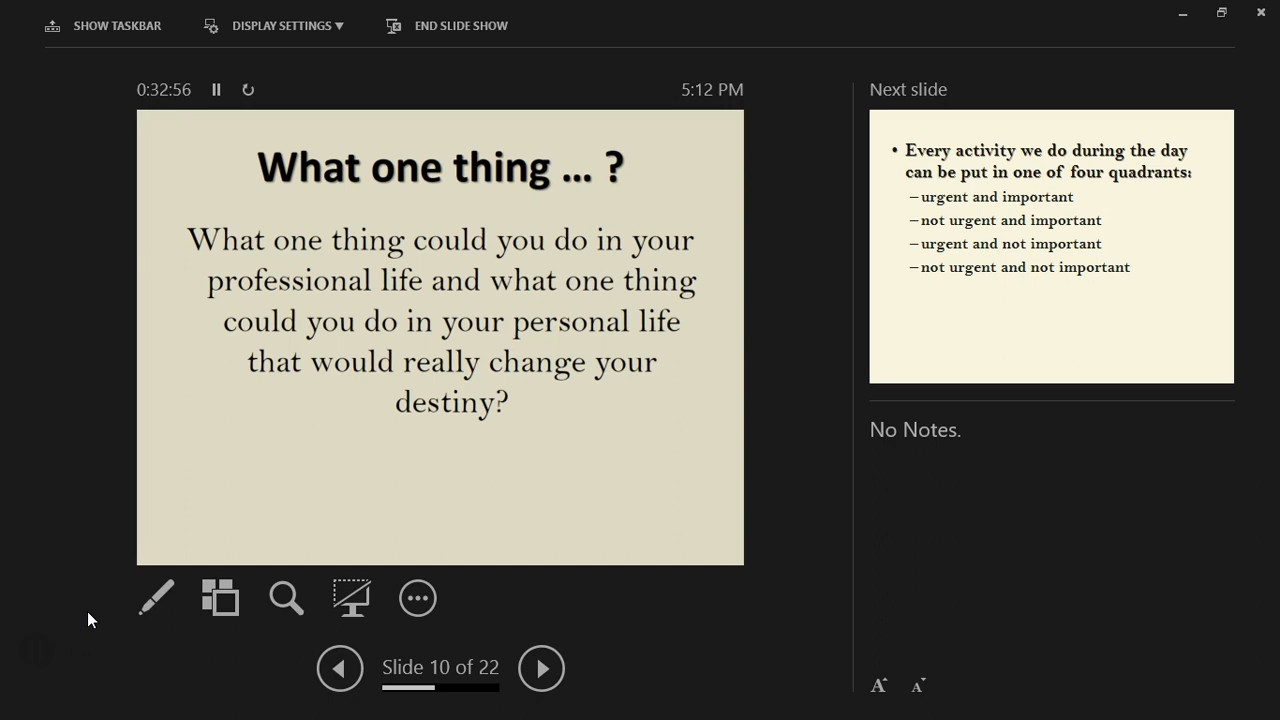 SHOW TASKBAR
DISPLAY SETTINGS ▼
END SLIDE SHOW
0:32:56
5:12 PM
What one thing ... ?
What one thing could you do in your
professional life and what one thing
could you do in your personal life
that would really change your
destiny?
Slide 10 of 22
Next slide
• Every activity we do during the day
can be put in one of four quadrants:
– urgent and important
– not urgent and important
– urgent and not important
– not urgent and not important
No Notes.
A A